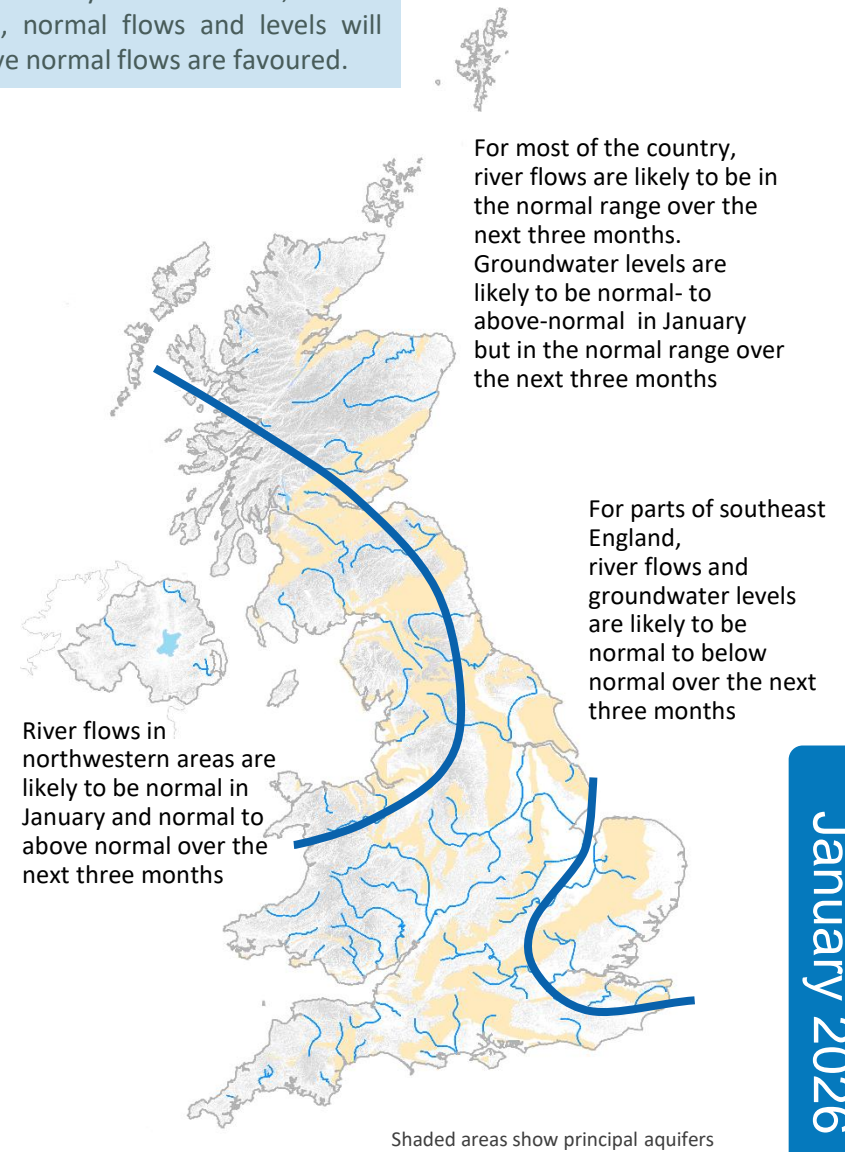 , normal flows and levels will
normal flows are favoured.
For most of the country,
river flows are likely to be in
the normal range over the
next three months.
Groundwater levels are
likely to be normal- to
above-normal in January
but in the normal range over
the next three months
For parts of southeast
England,
river flows and
groundwater levels
are likely to be
normal to below
normal over the next
three months
River flows in
northwestern areas are
likely to be normal in
January and normal to
above normal over the
next three months
January 2026
Shaded areas show principal aquifers